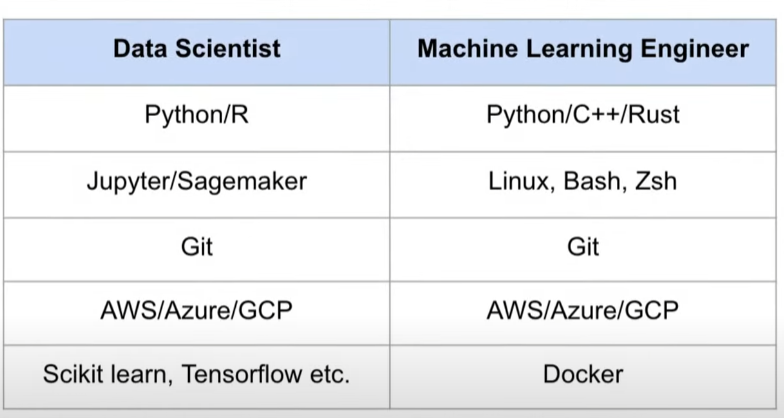 Data Scientist Machine Learning Engineer
Python/R Python/C++/Rust
Jupyter/Sagemaker Linux, Bash, Zsh
Git Git
AWS/Azure/GCP AWS/Azure/GCP
Scikit learn, Tensorflow etc. Docker